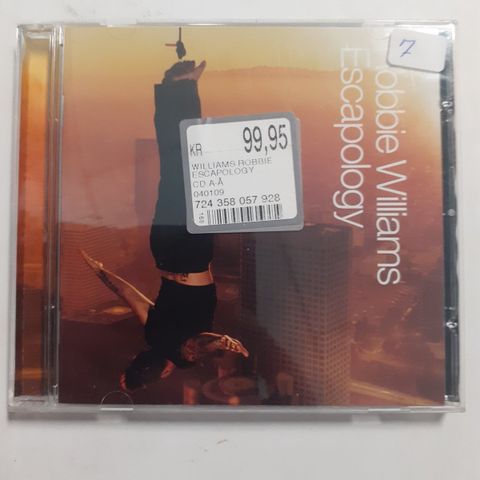 7
Robbie Williams
Escapology
KR 99,95
WILLIAMS ROBBIE
ESCAPOLOGY
CD A-Å
040109
724 358 057 928